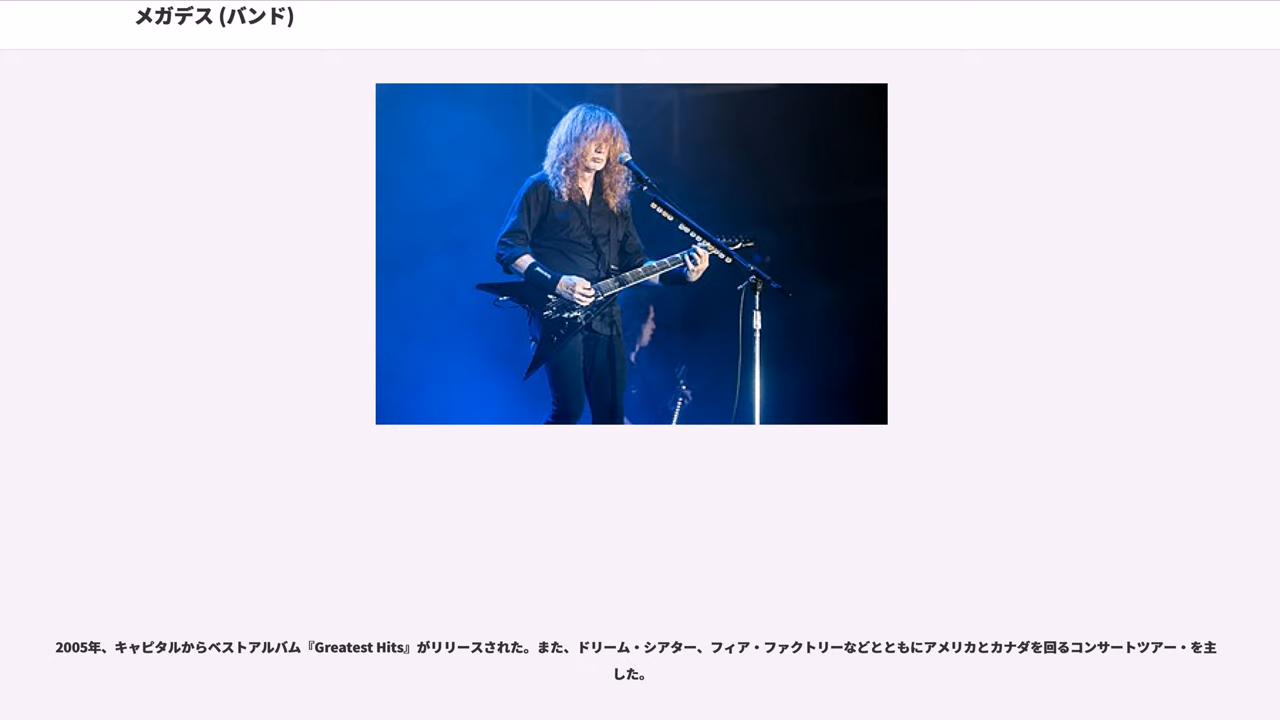 メガデス (バンド)
2005年、キャピタルからベストアルバム『Greatest Hits』がリリースされた。また、ドリーム・シアター、フィア・ファクトリーなどとともにアメリカとカナダを回るコンサートツアー・を主
した。